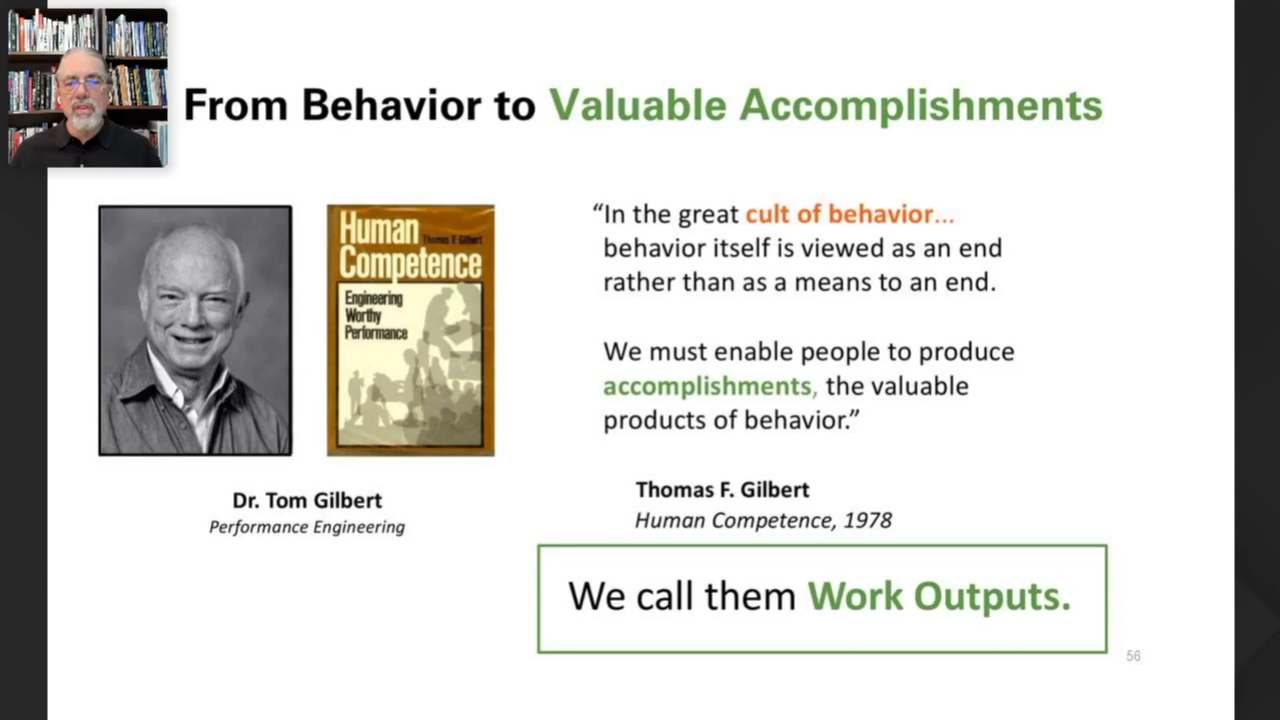 From Behavior to Valuable Accomplishments
Human
Thomas F. Gilbert
Competence
Engineering
Worthy
Performance
Dr. Tom Gilbert
Performance Engineering
“In the great cult of behavior...
behavior itself is viewed as an end
rather than as a means to an end.
We must enable people to produce
accomplishments, the valuable
products of behavior.”
Thomas F. Gilbert
Human Competence, 1978
We call them Work Outputs.
56